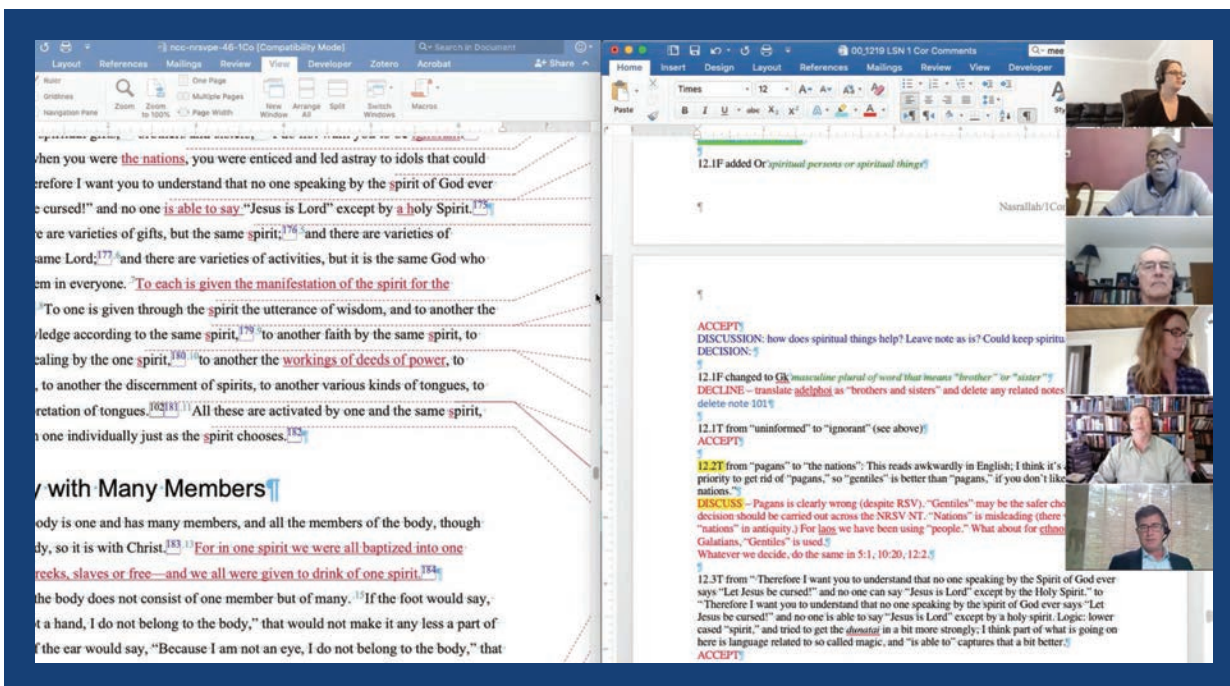 ncc-nrsvpe-46-1Co [Compatibility Mode]
Search in Document
Layout References Mailings Review View Developer Zotero Acrobat
Share
Ruler
Gridlines
Navigation Pane
Zoom
Zoom to 100%
One Page
Multiple Pages
Page Width
New Window
Arrange All
Split
Switch Windows
Macros
when you were the nations, you were enticed and led astray to idols that could
erefore I want you to understand that no one speaking by the spirit of God ever
e cursed!” and no one is able to say “Jesus is Lord” except by a holy Spirit.175¶
re are varieties of gifts, but the same spirit;176 5and there are varieties of
same Lord;177 6and there are varieties of activities, but it is the same God who
em in everyone. 7To each is given the manifestation of the spirit for the
8To one is given through the spirit the utterance of wisdom, and to another the
vledge according to the same spirit,179 9to another faith by the same spirit, to
ealing by the one spirit,180 10to another the workings of deeds of power, to
, to another the discernment of spirits, to another various kinds of tongues, to
retation of tongues.102181 11All these are activated by one and the same spirit,
n one individually just as the spirit chooses.182¶
y with Many Members¶
ody is one and has many members, and all the members of the body, though
dy, so it is with Christ.183 13For in one spirit we were all baptized into one
reeks, slaves or free—and we all were given to drink of one spirit.184¶
the body does not consist of one member but of many. 15If the foot would say,
t a hand, I do not belong to the body,” that would not make it any less a part of
f the ear would say, “Because I am not an eye, I do not belong to the body,” that
00_1219 LSN 1 Cor Comments
mee
Home Insert Design Layout References Mailings Review View Developer
Paste
Times
12
B I U abc X₂ X²
¶
12.1F added Or spiritual persons or spiritual things¶
¶
Nasrallah/1Cor
¶
ACCEPT¶
DISCUSSION: how does spiritual things help? Leave note as is? Could keep spiritu
DECISION: ¶
12.1F changed to Gk masculine plural of word that means “brother” or “sister”¶
DECLINE – translate adelphoi as “brothers and sisters” and delete any related notes
delete note 101¶
12.1T from “uninformed” to “ignorant” (see above)¶
ACCEPT¶
¶
12.2T from “pagans” to “the nations”: This reads awkwardly in English; I think it’s
priority to get rid of “pagans,” so “gentiles” is better than “pagans,” if you don’t like
nations.”¶
DISCUSS – Pagans is clearly wrong (despite RSV). “Gentiles” may be the safer cho
decision should be carried out across the NRSV NT. “Nations” is misleading (there
“nations” in antiquity.) For laos we have been using “people.” What about for ethno
Galatians, “Gentiles” is used.¶
Whatever we decide, do the same in 5:1, 10:20, 12:2.¶
¶
12.3T from “Therefore I want you to understand that no one speaking by the Spirit of God ever
says “Let Jesus be cursed!” and no one can say “Jesus is Lord” except by the Holy Spirit.” to
“Therefore I want you to understand that no one speaking by the spirit of God ever says “Let
Jesus be cursed!” and no one is able to say “Jesus is Lord” except by a holy spirit. Logic: lower
cased “spirit,” and tried to get the dunatai in a bit more strongly; I think part of what is going on
here is language related to so called magic, and “is able to” captures that a bit better.¶
ACCEPT¶